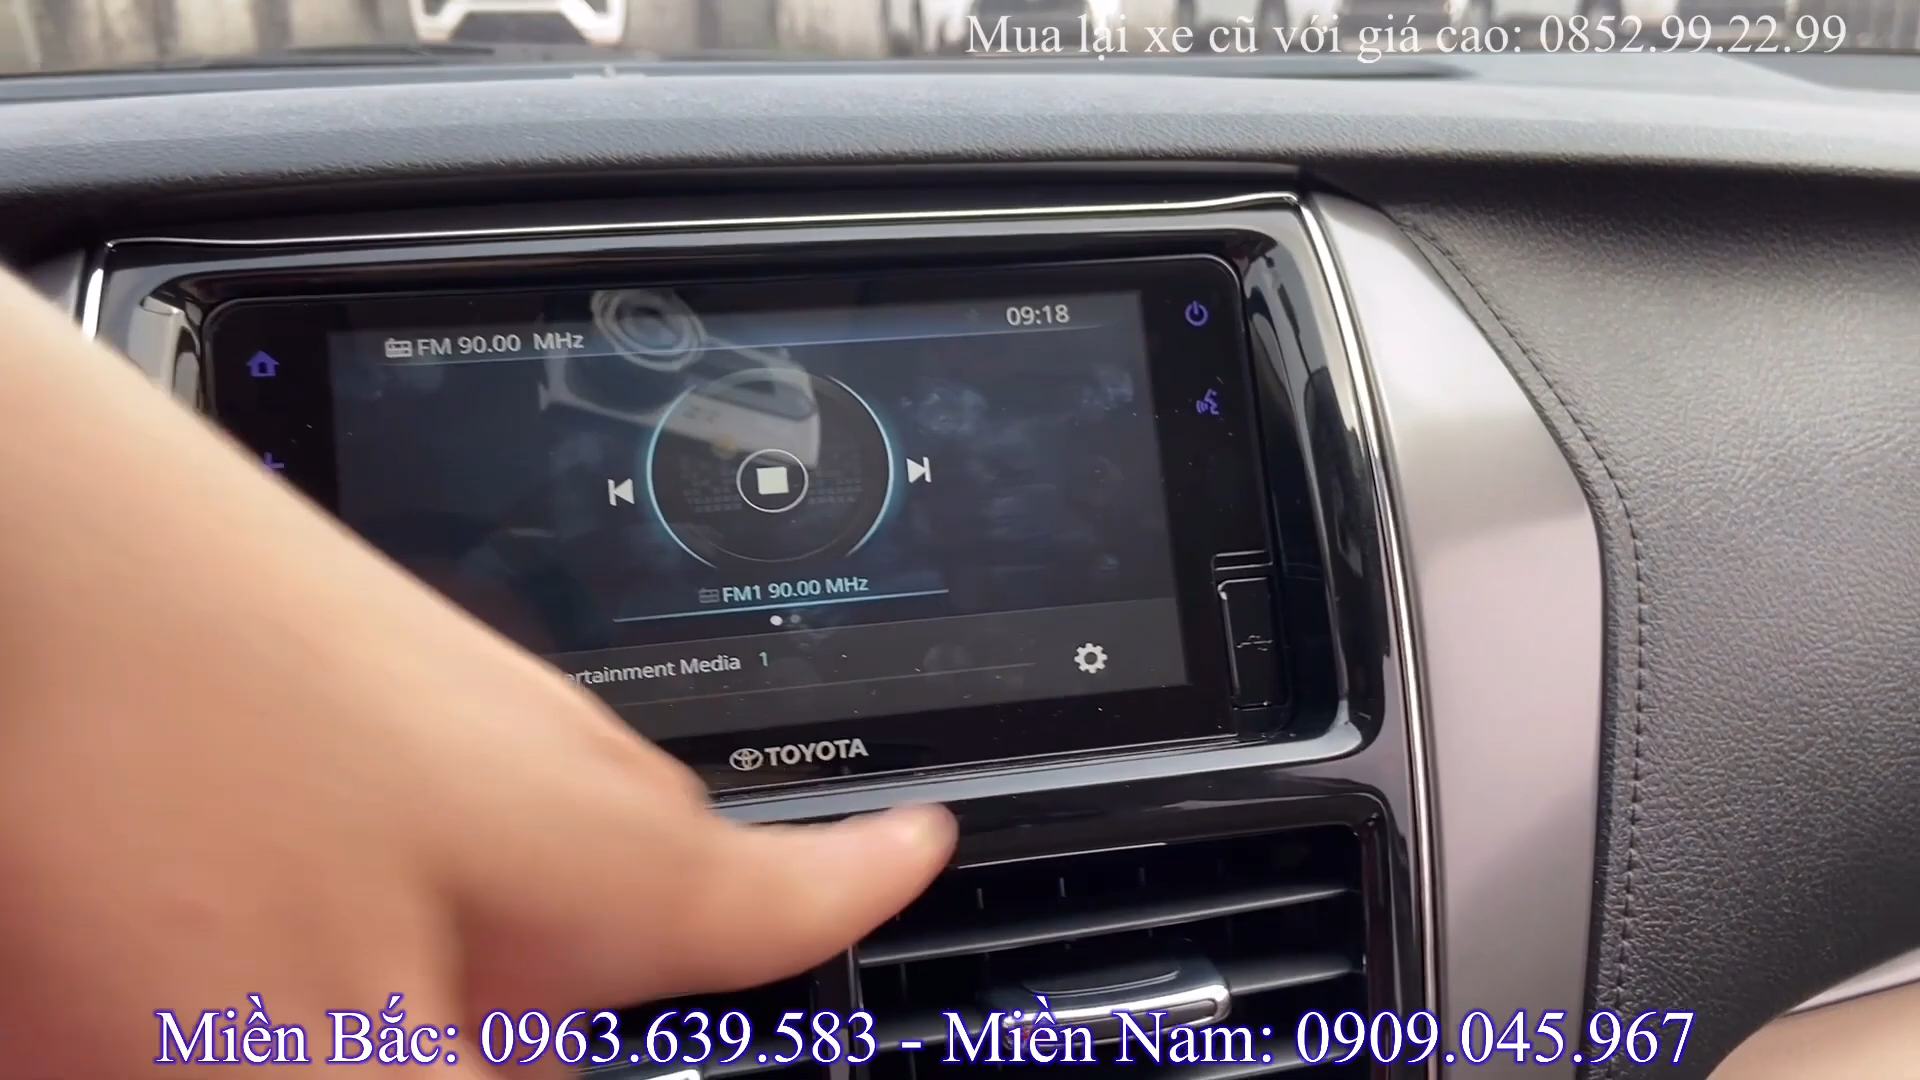 Mua lại xe cũ với giá cao: 0852.99.22.99
FM 90.00 MHz
09:18
FM1 90.00 MHz
ertainment Media 1
TOYOTA
Miền Bắc: 0963.639.583 - Miền Nam: 0909.045.967